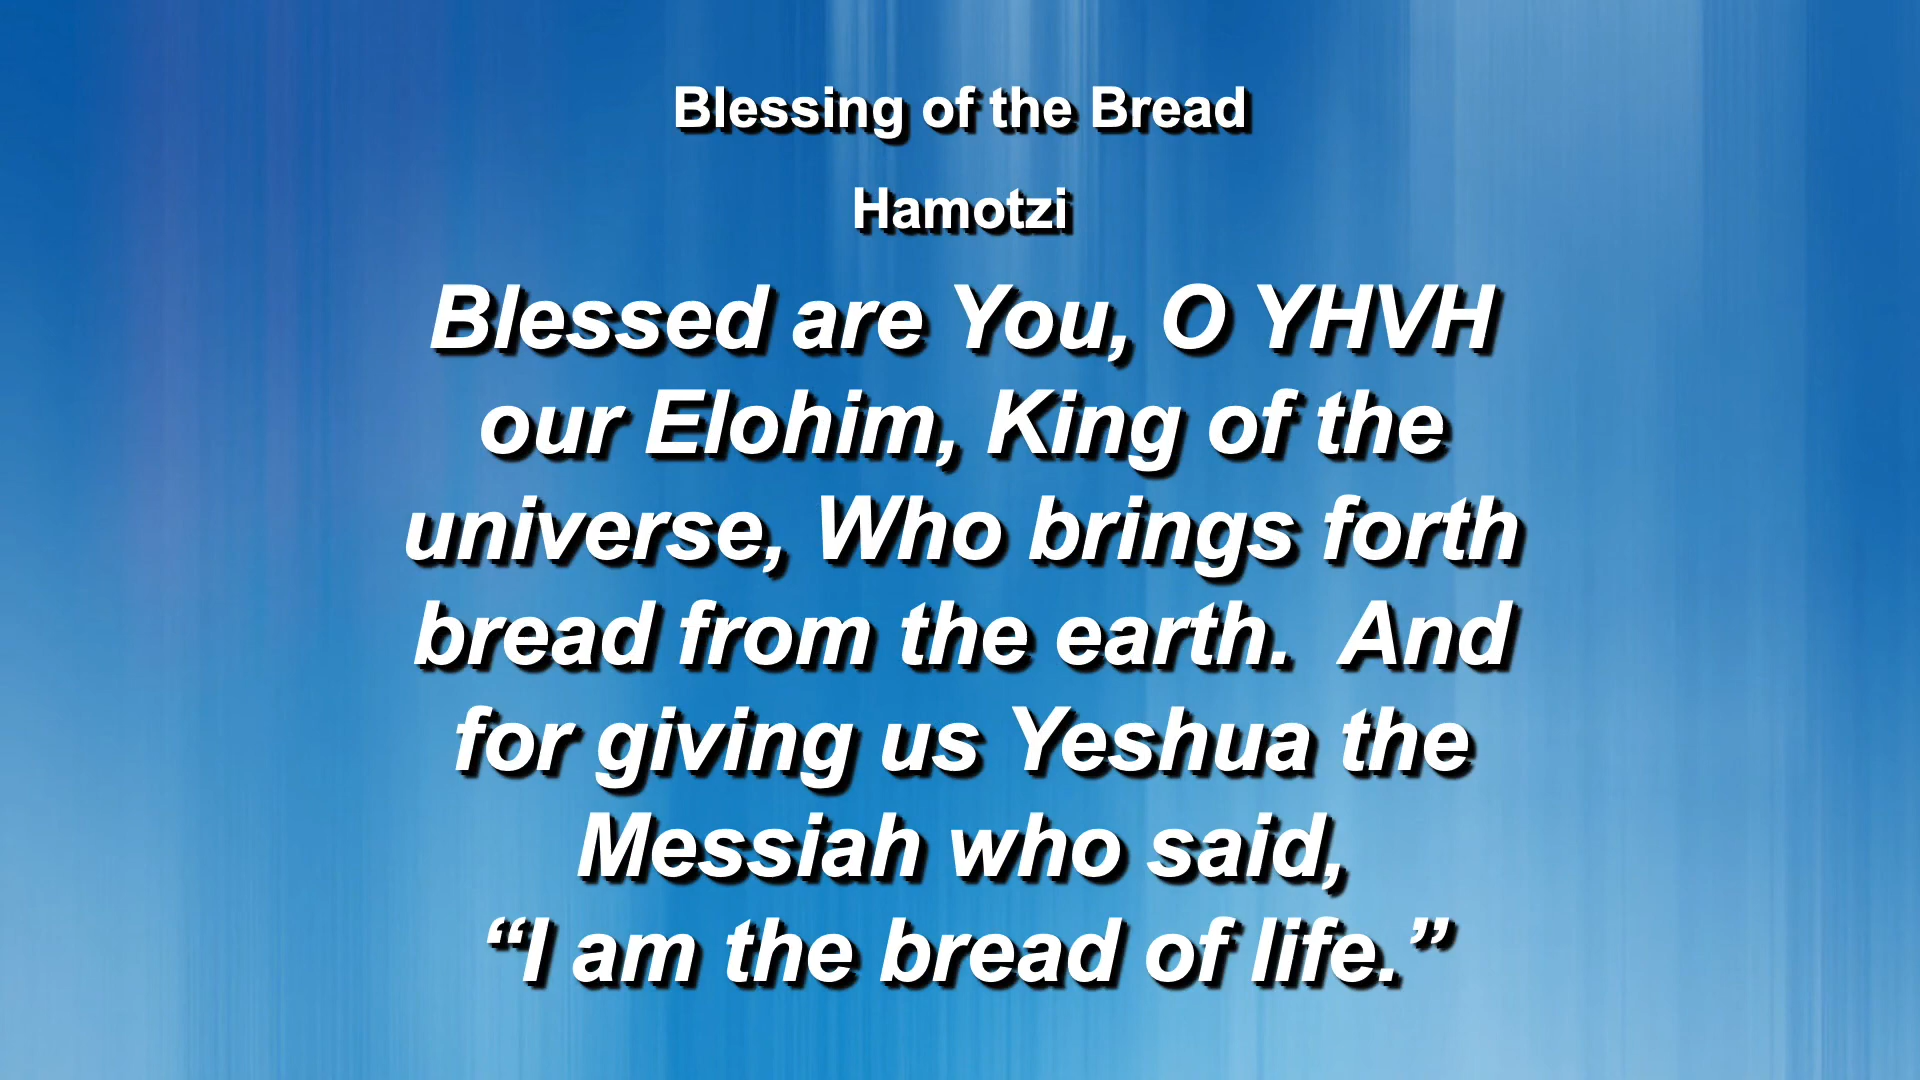 Blessing of the Bread
Hamotzi
Blessed are You, O YHVH
our Elohim, King of the
universe, Who brings forth
bread from the earth.  And
for giving us Yeshua the
Messiah who said,
“I am the bread of life.”